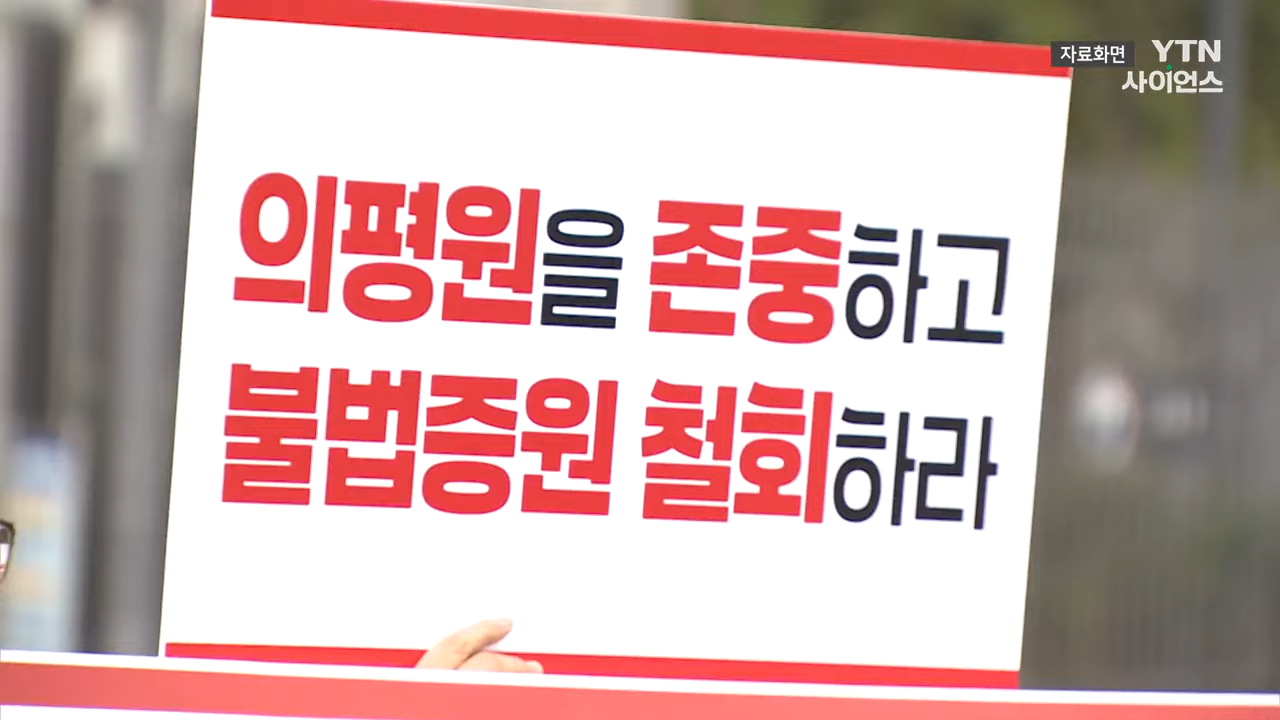 자료화면
YTN
사이언스
의평원을 존중하고
불법증원 철회하라